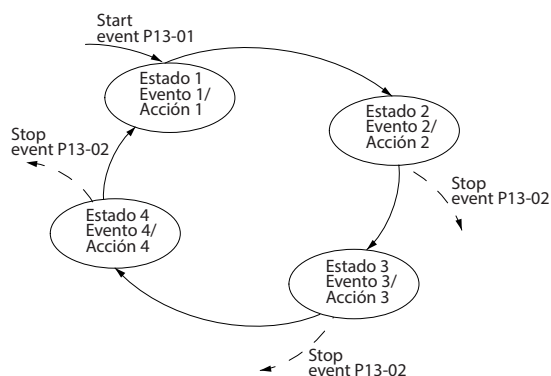 Start
event P13-01
Estado 1
Evento 1/
Acción 1
Estado 2
Evento 2/
Acción 2
Stop
event P13-02
Stop
event P13-02
Estado 4
Evento 4/
Acción 4
Estado 3
Evento 3/
Acción 3
Stop
event P13-02
130BA062.14